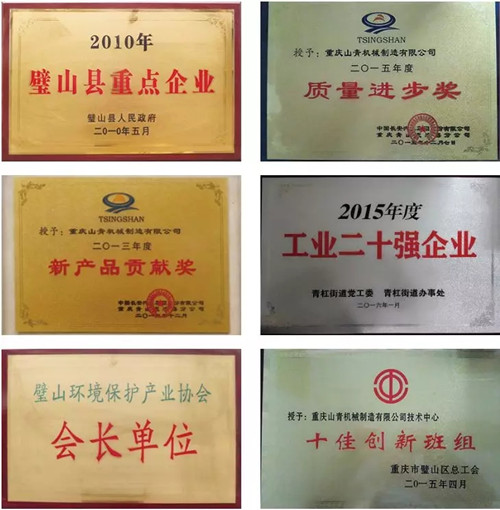 2010年
璧山县重点企业
璧山县人民政府
二〇一〇年五月
TSINGSHAN
授予：重庆山青机械制造有限公司
二〇一五年度
质量进步奖
TSINGSHAN
授予：重庆山青机械制造有限公司
二〇一三年度
新产品贡献奖
2015年度
工业二十强企业
青杠街道党工委 青杠街道办事处
二〇一六年一月
璧山环境保护产业协会
会长单位
授予：重庆山青机械制造有限公司技术中心
十佳创新班组
重庆市璧山区总工会
二〇一五年四月